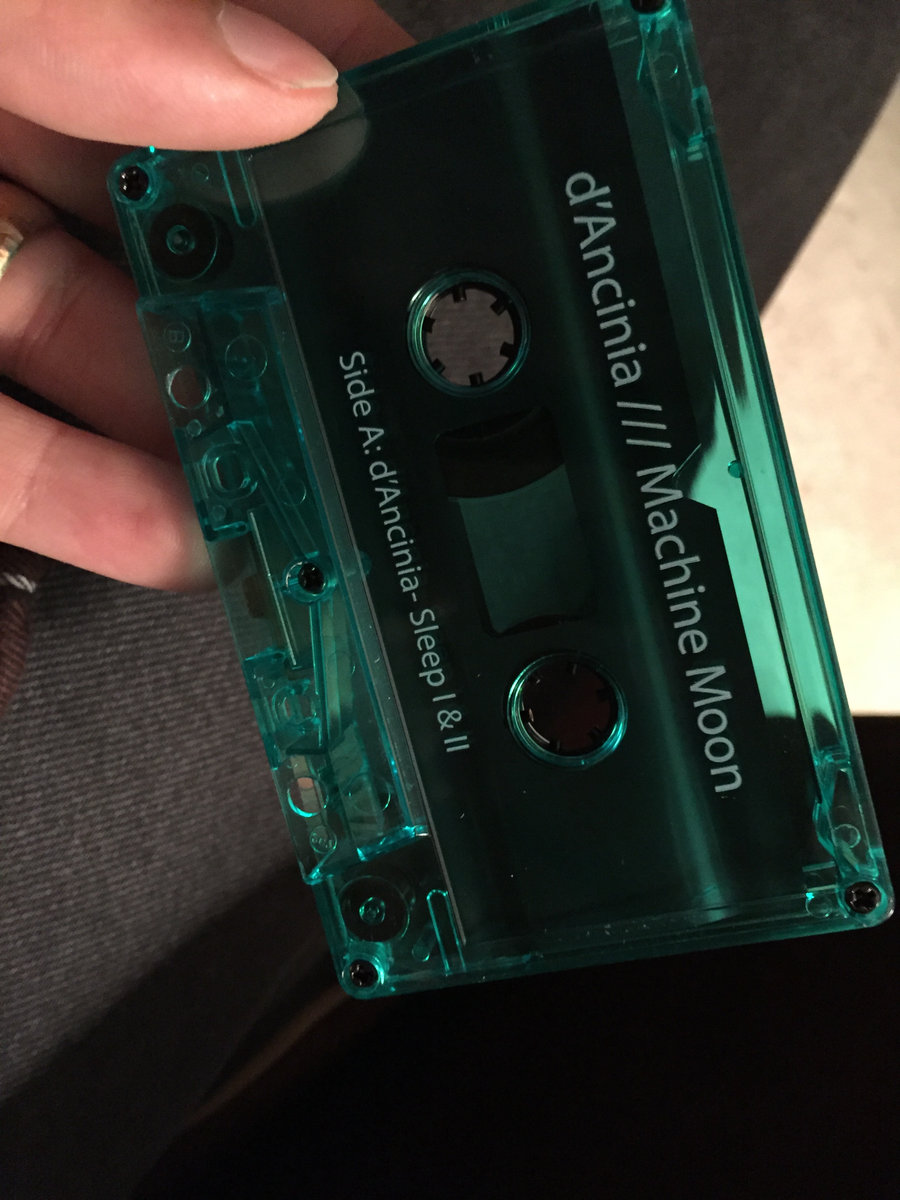 d'Ancinia /// Machine Moon
Side A: d'Ancinia- Sleep I & II